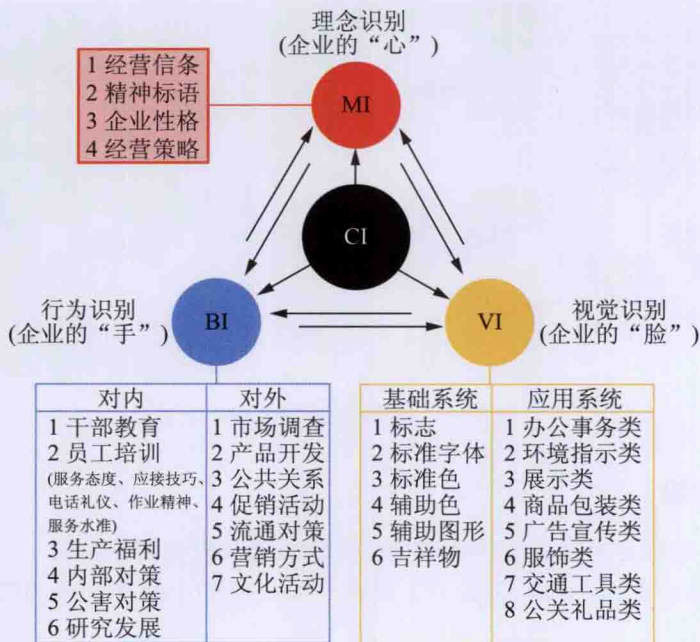 理念识别
(企业的“心”)
1 经营信条
2 精神标语
3 企业性格
4 经营策略
MI
CI
行为识别
(企业的“手”)
BI
VI
视觉识别
(企业的“脸”)
对内
1 干部教育
2 员工培训
(服务态度、应接技巧、
电话礼仪、作业精神、
服务水准)
3 生产福利
4 内部对策
5 公害对策
6 研究发展
对外
1 市场调查
2 产品开发
3 公共关系
4 促销活动
5 流通对策
6 营销方式
7 文化活动
基础系统
1 标志
2 标准字体
3 标准色
4 辅助色
5 辅助图形
6 吉祥物
应用系统
1 办公事务类
2 环境指示类
3 展示类
4 商品包装类
5 广告宣传类
6 服饰类
7 交通工具类
8 公关礼品类